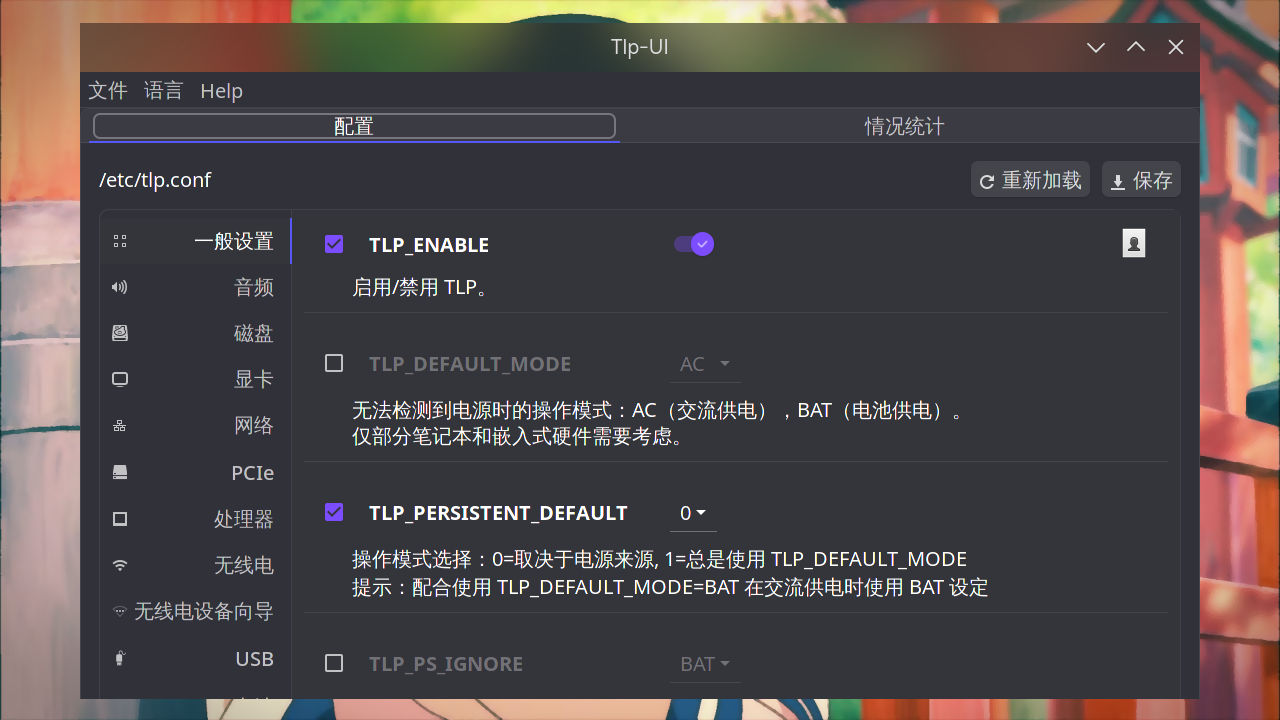 Tlp-UI
文件 语言 Help
配置 情况统计
/etc/tlp.conf 重新加载 保存
一般设置
音频
磁盘
显卡
网络
PCIe
处理器
无线电
无线电设备向导
USB
TLP_ENABLE
启用/禁用 TLP。
TLP_DEFAULT_MODE AC
无法检测到电源时的操作模式：AC（交流供电），BAT（电池供电）。
仅部分笔记本和嵌入式硬件需要考虑。
TLP_PERSISTENT_DEFAULT 0
操作模式选择：0=取决于电源来源, 1=总是使用 TLP_DEFAULT_MODE
提示：配合使用 TLP_DEFAULT_MODE=BAT 在交流供电时使用 BAT 设定
TLP_PS_IGNORE BAT